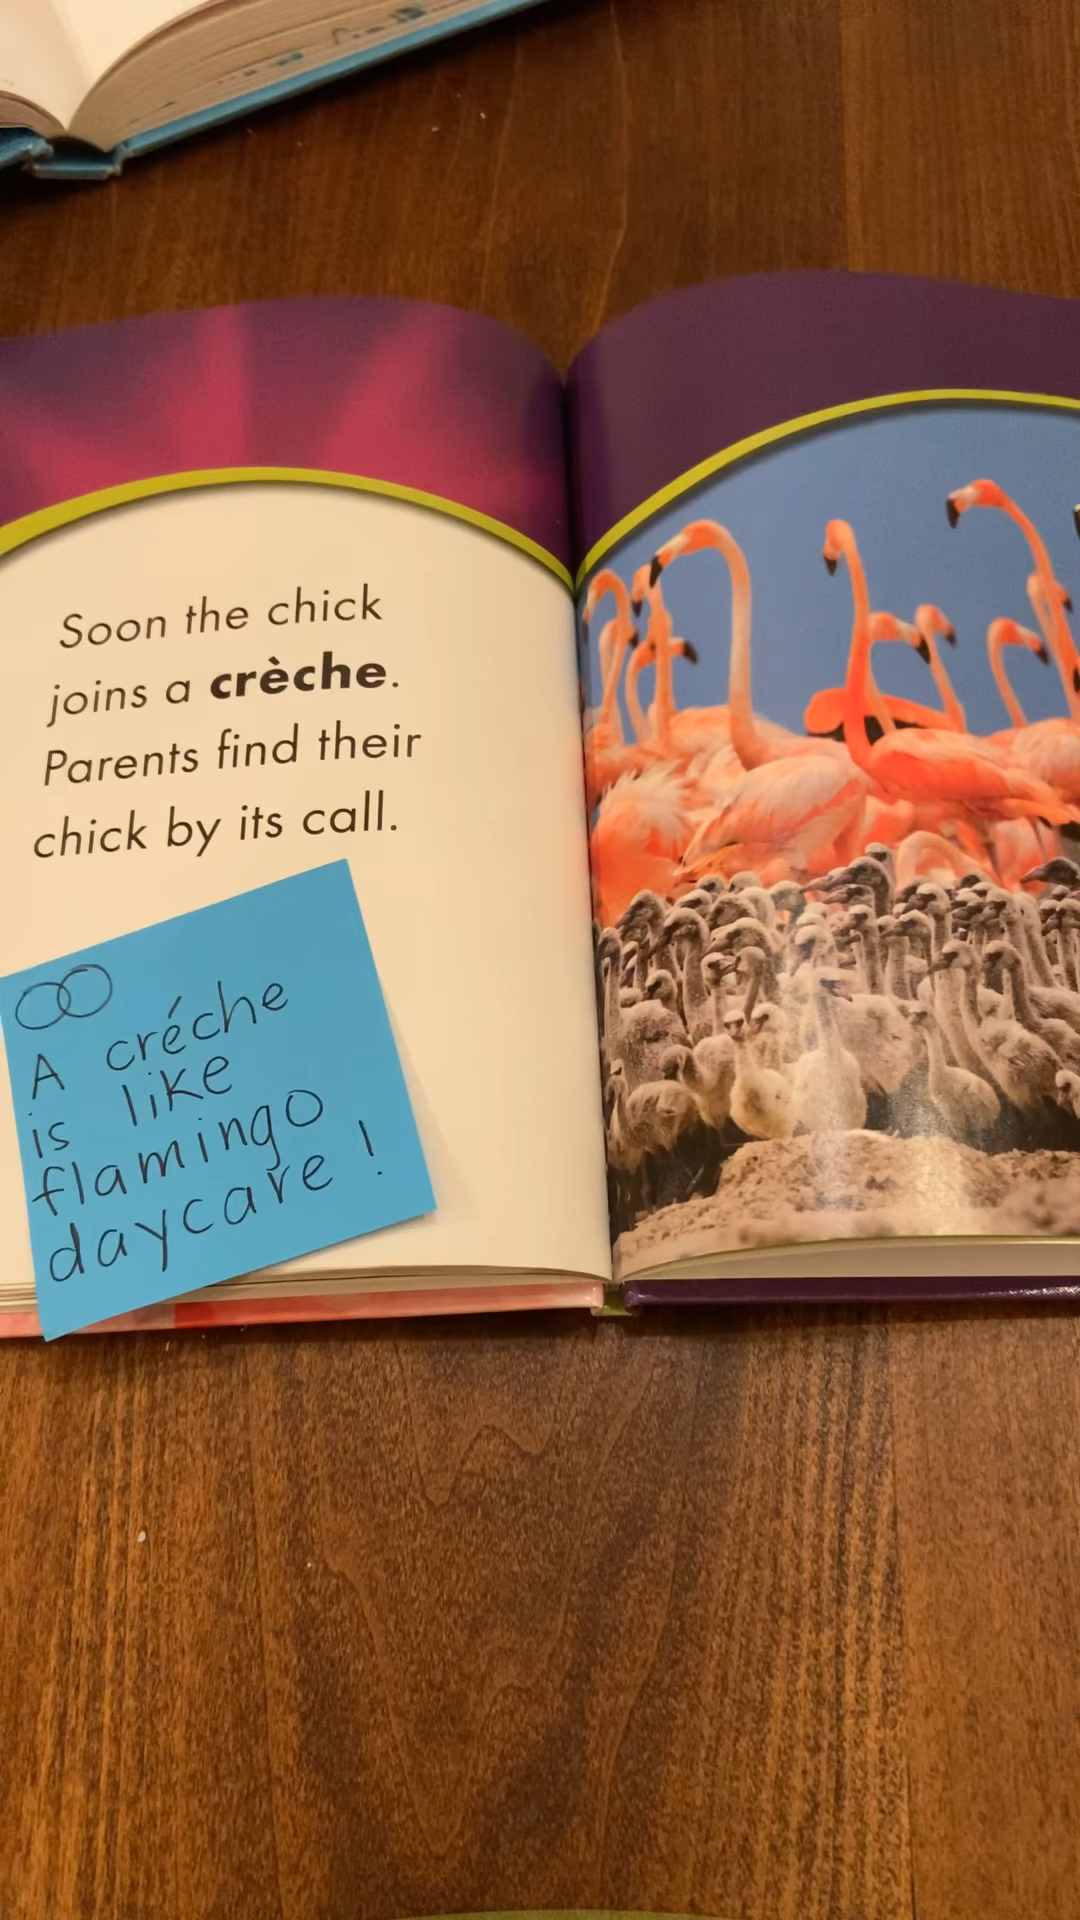 Soon the chick
joins a crèche.
Parents find their
chick by its call.
A créche
is like
flamingo
daycare!